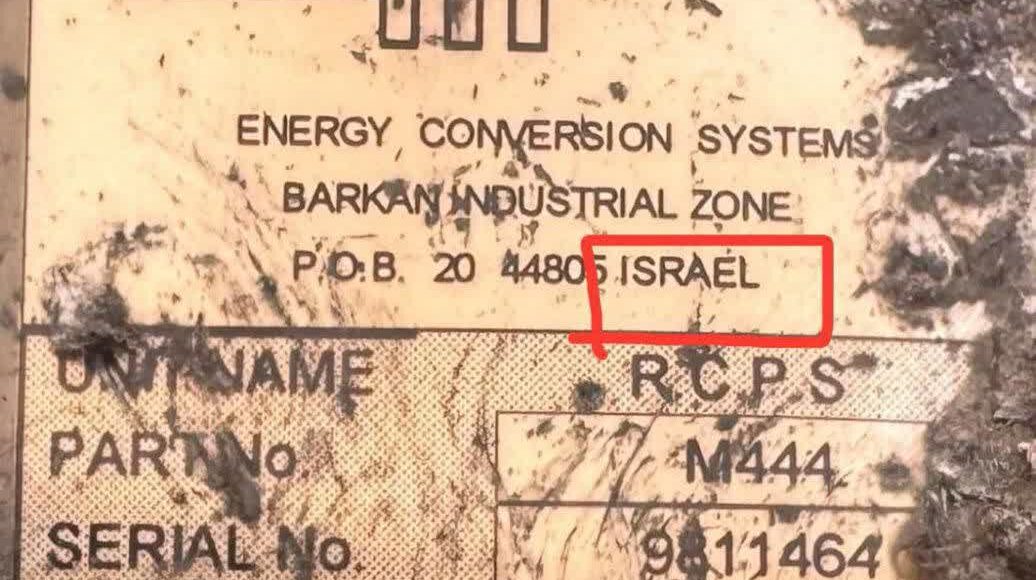 ENERGY CONVERSION SYSTEMS
BARKAN INDUSTRIAL ZONE
P.O.B. 20 44805 ISRAEL
UNIT NAME RCPS
PART No. M444
SERIAL No. 9811464